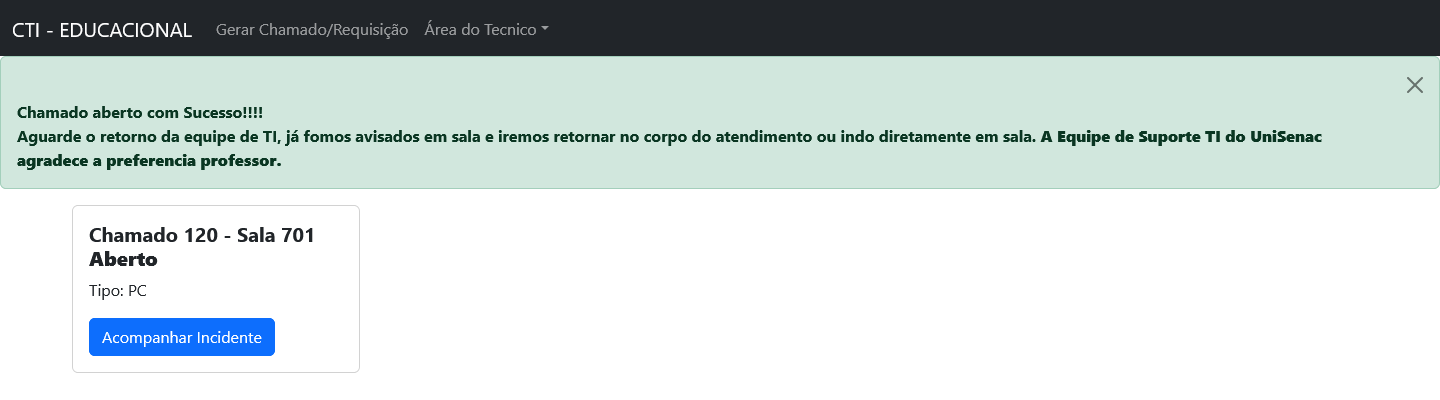 CTI - EDUCACIONAL Gerar Chamado/Requisição Área do Tecnico
Chamado aberto com Sucesso!!!!
Aguarde o retorno da equipe de TI, já fomos avisados em sala e iremos retornar no corpo do atendimento ou indo diretamente em sala. A Equipe de Suporte TI do UniSenac
agradece a preferencia professor.
Chamado 120 - Sala 701
Aberto
Tipo: PC
Acompanhar Incidente